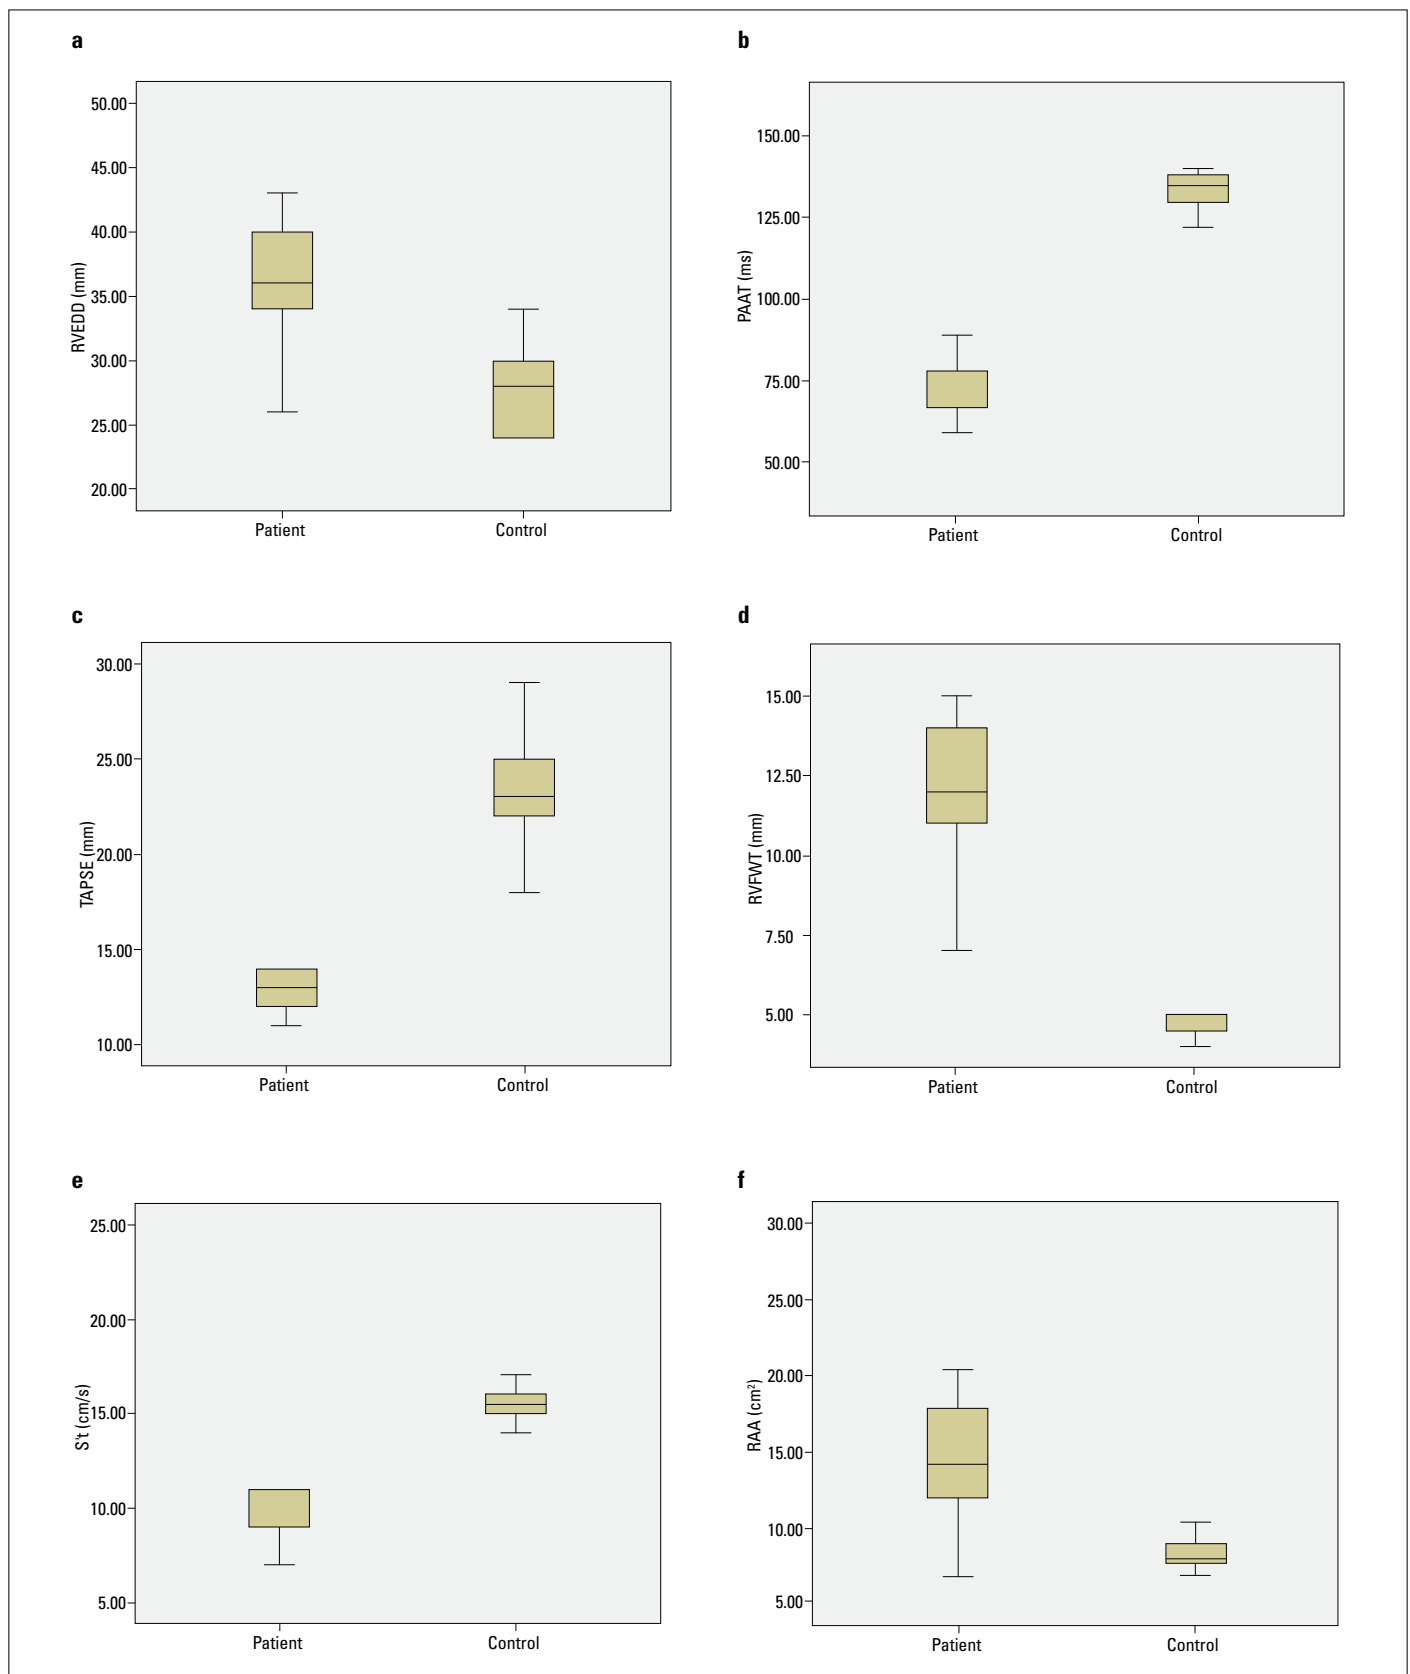 a
50.00
45.00
40.00
35.00
30.00
25.00
20.00
RVEDD (mm)
Patient Control
b
150.00
125.00
100.00
75.00
50.00
PAAT (ms)
Patient Control
c
30.00
25.00
20.00
15.00
10.00
TAPSE (mm)
Patient Control
d
15.00
12.50
10.00
7.50
5.00
RVFWT (mm)
Patient Control
e
25.00
20.00
15.00
10.00
5.00
S't (cm/s)
Patient Control
f
30.00
25.00
20.00
15.00
10.00
5.00
RAA (cm²)
Patient Control